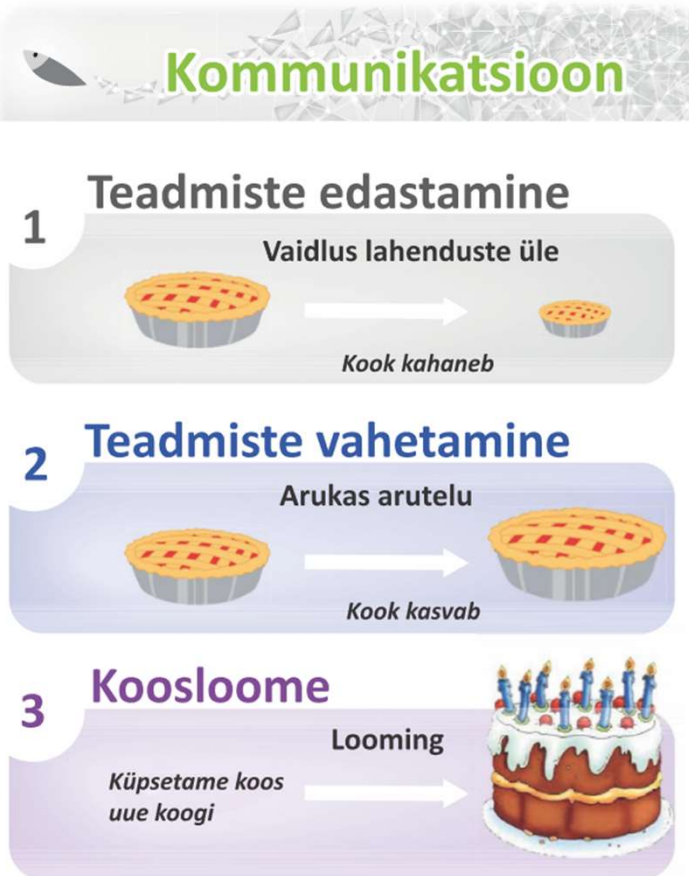 Kommunikatsioon
1
Teadmiste edastamine
Vaidlus lahenduste üle
Kook kahaneb
2
Teadmiste vahetamine
Arukas arutelu
Kook kasvab
3
Koosloome
Looming
Küpsetame koos
uue koogi